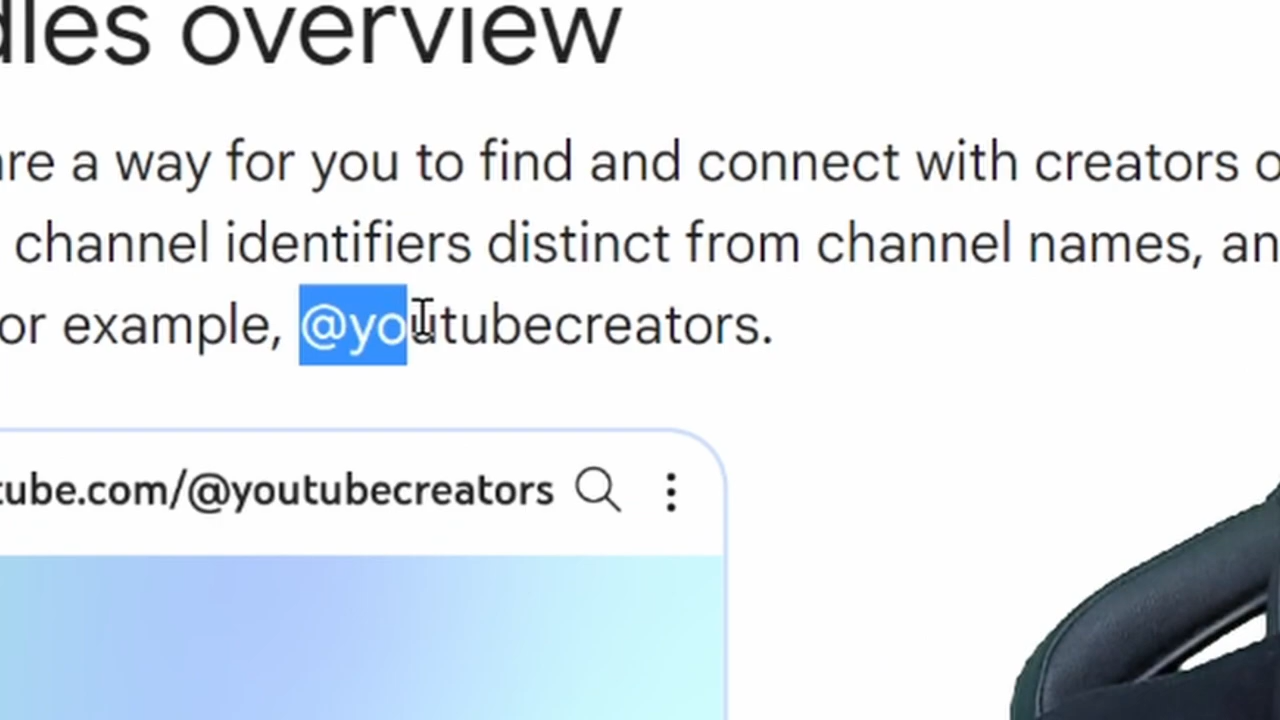 dles overview
are a way for you to find and connect with creators o
channel identifiers distinct from channel names, an
or example, @youtubecreators.
tube.com/@youtubecreators